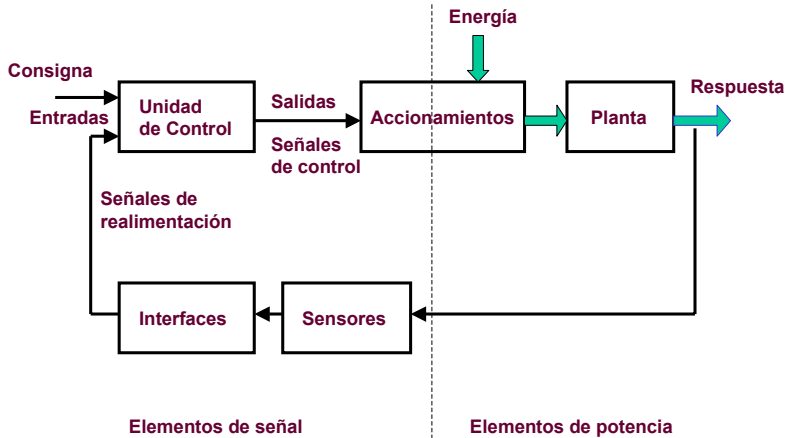 Energía
Consigna
Respuesta
Entradas
Unidad
de Control
Salidas
Accionamientos
Planta
Señales
de control
Señales de
realimentación
Interfaces
Sensores
Elementos de señal
Elementos de potencia